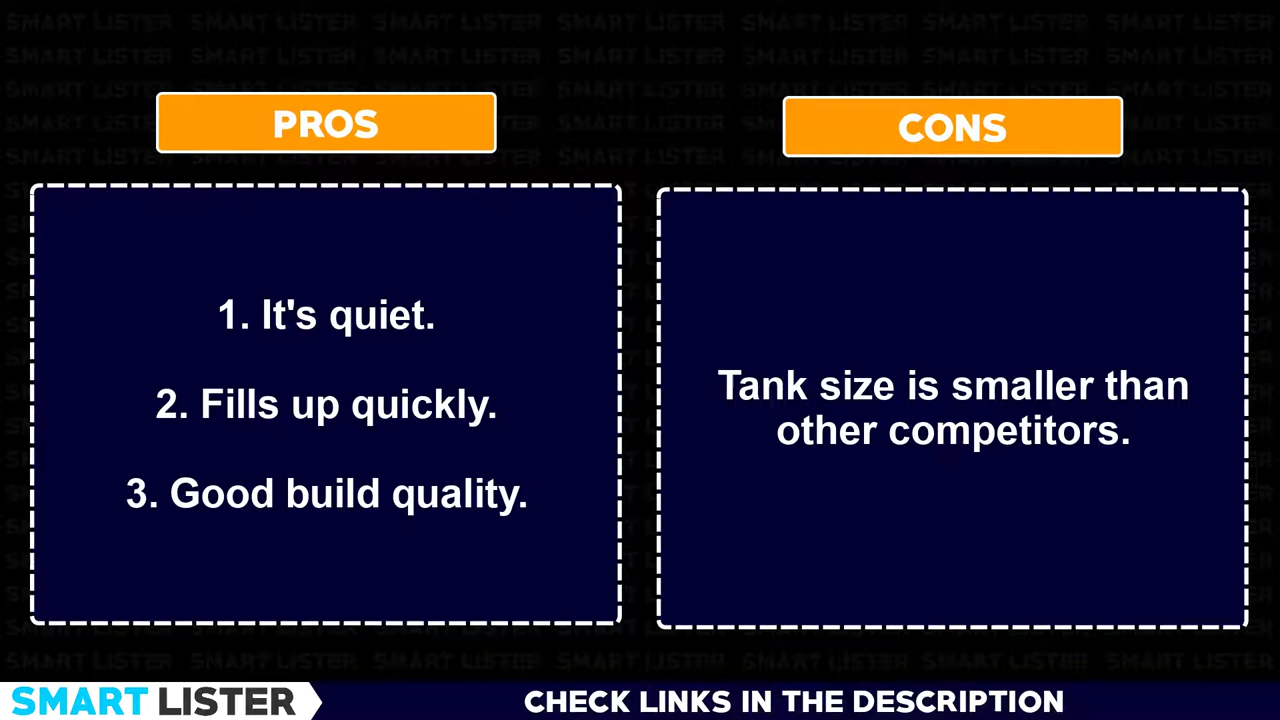 PROS
1. It's quiet.
2. Fills up quickly.
3. Good build quality.
CONS
Tank size is smaller than
other competitors.
SMART LISTER
CHECK LINKS IN THE DESCRIPTION